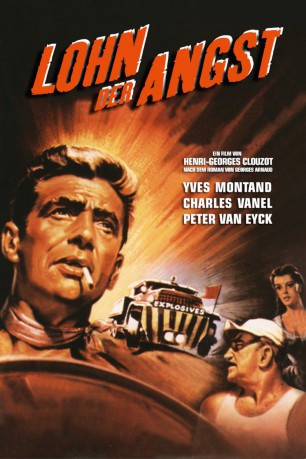 LOHN
DER ANGST
EIN FILM VON
HENRI-GEORGES CLOUZOT
NACH DEM ROMAN VON GEORGES ARNAUD
YVES MONTAND
CHARLES VANEL
PETER VAN EYCK
EXPLOSIVES